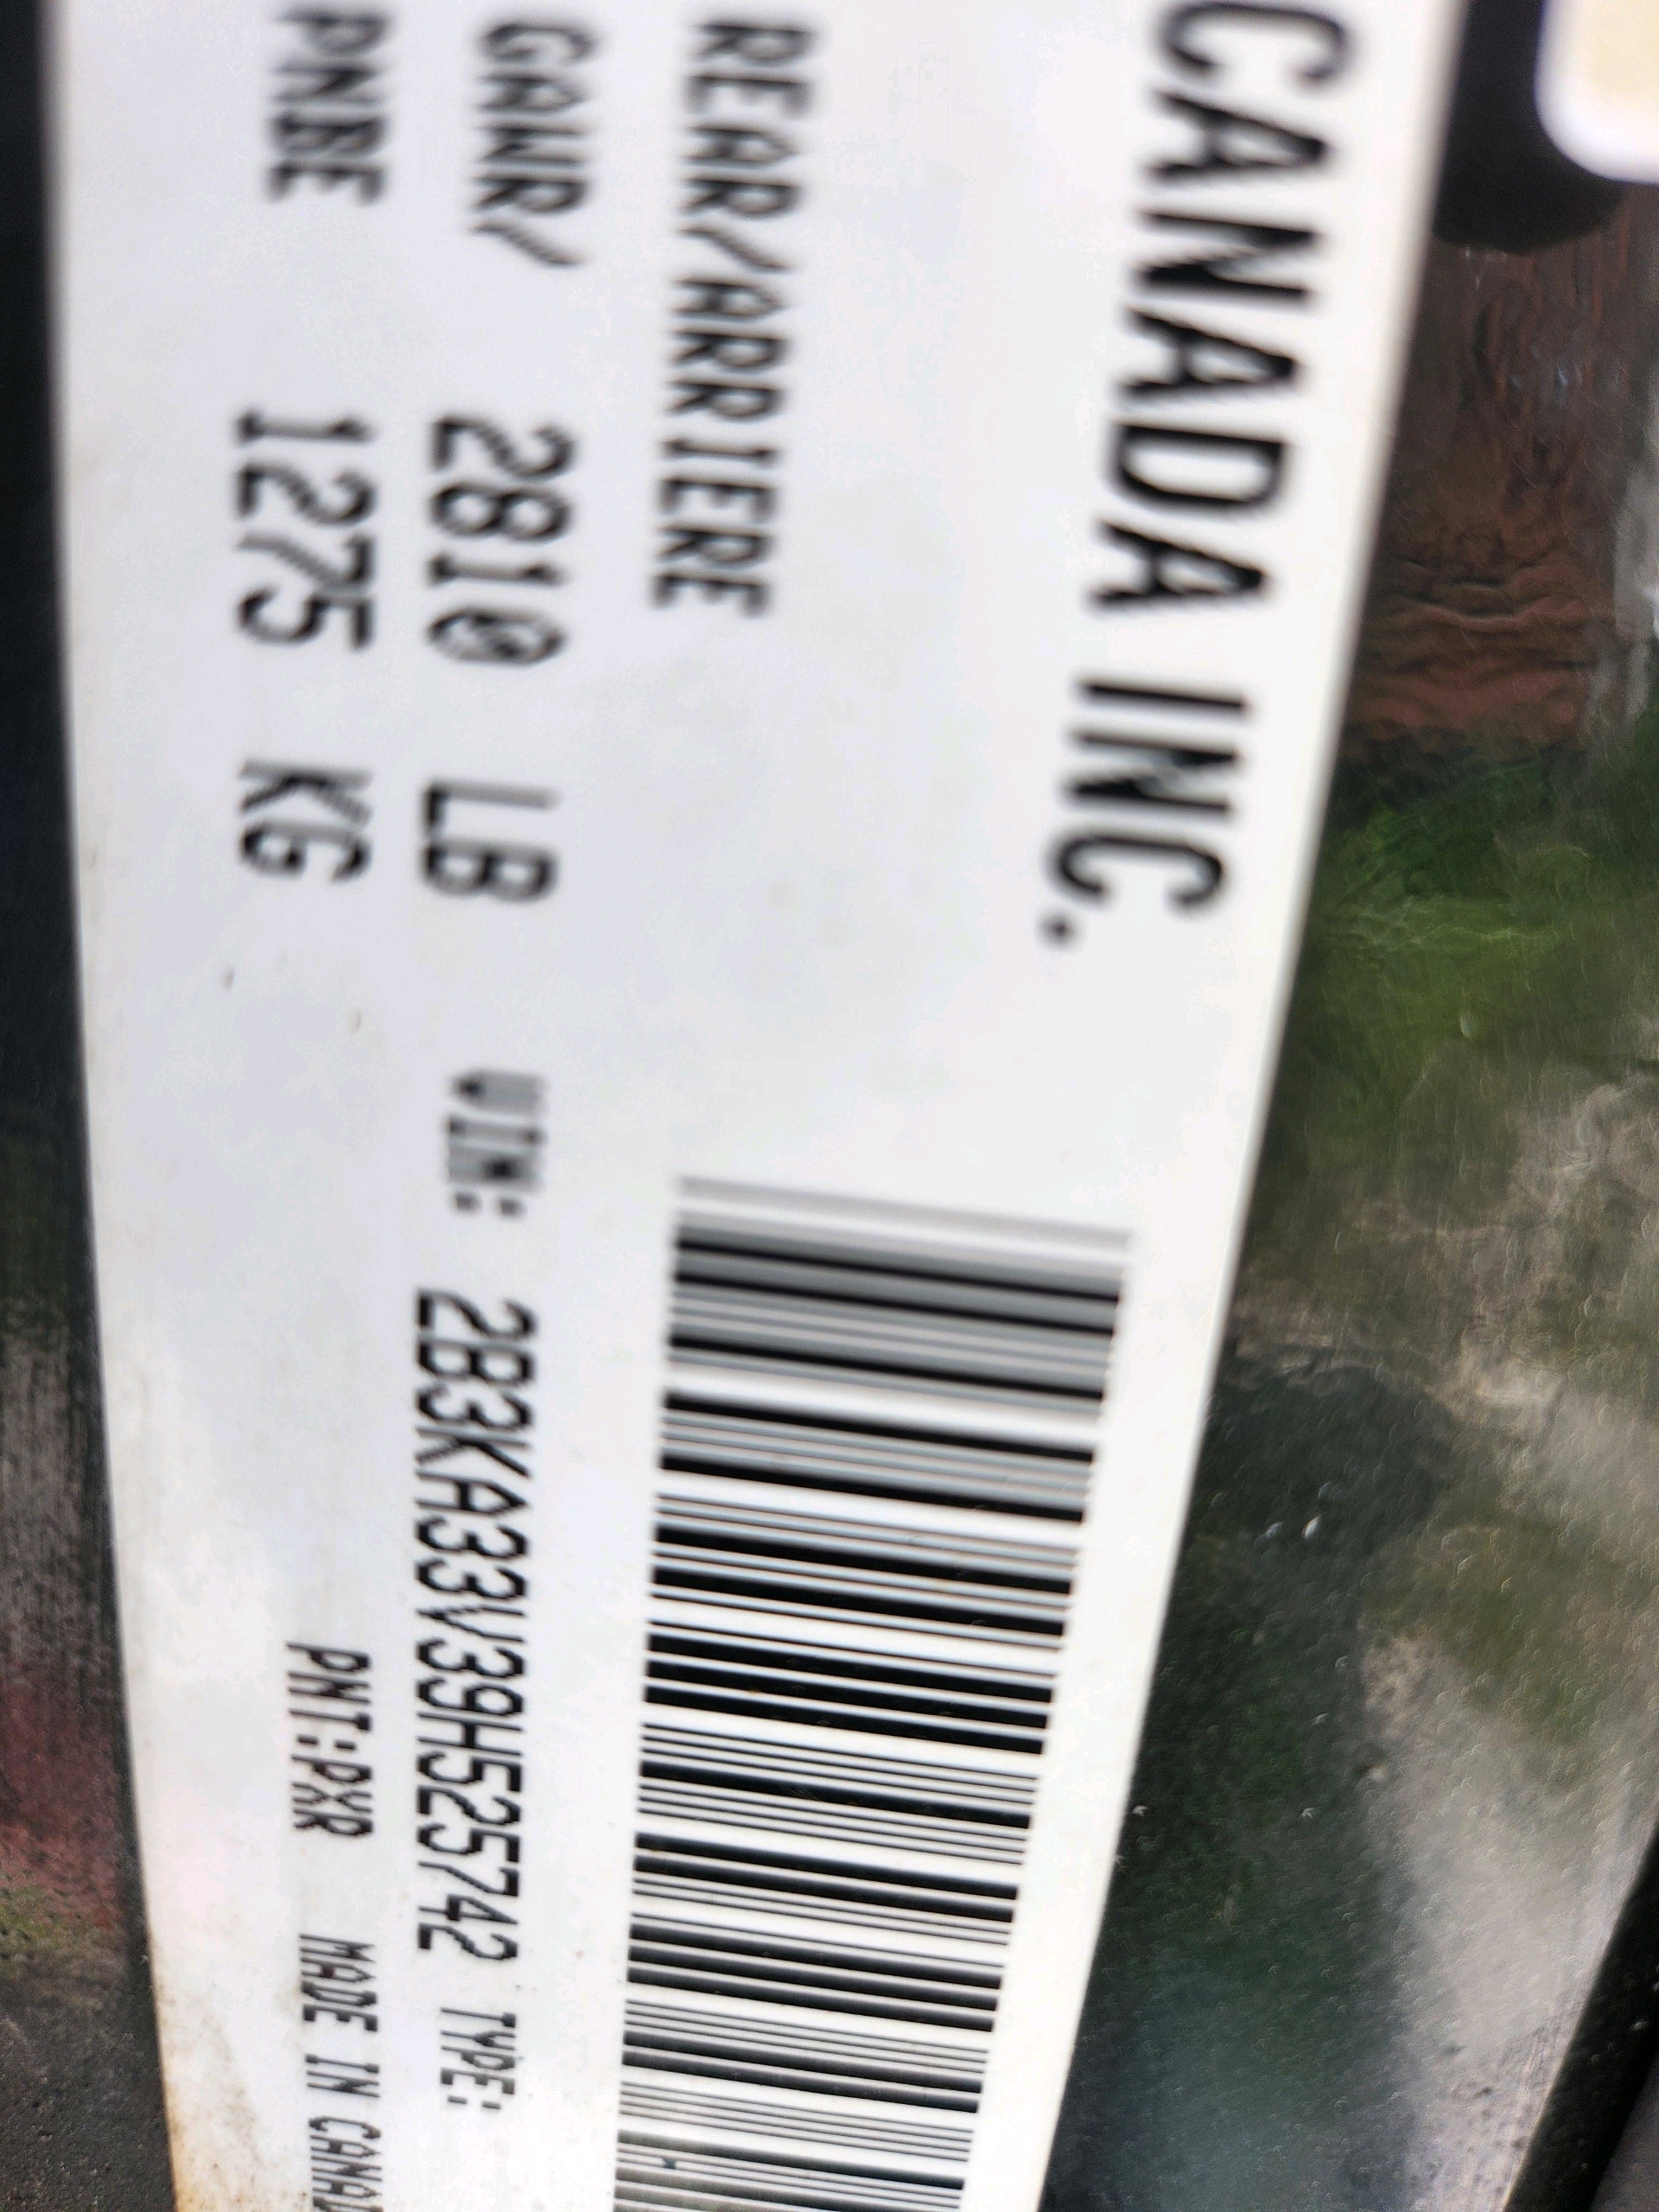 CANADA INC.
REAR/ARRIERE
GAWR/ 2810 LB
PNBE 1275 KG
VIN: 2B3KA33V39H525742 TYPE:
PNT:PXR MADE IN CANAD